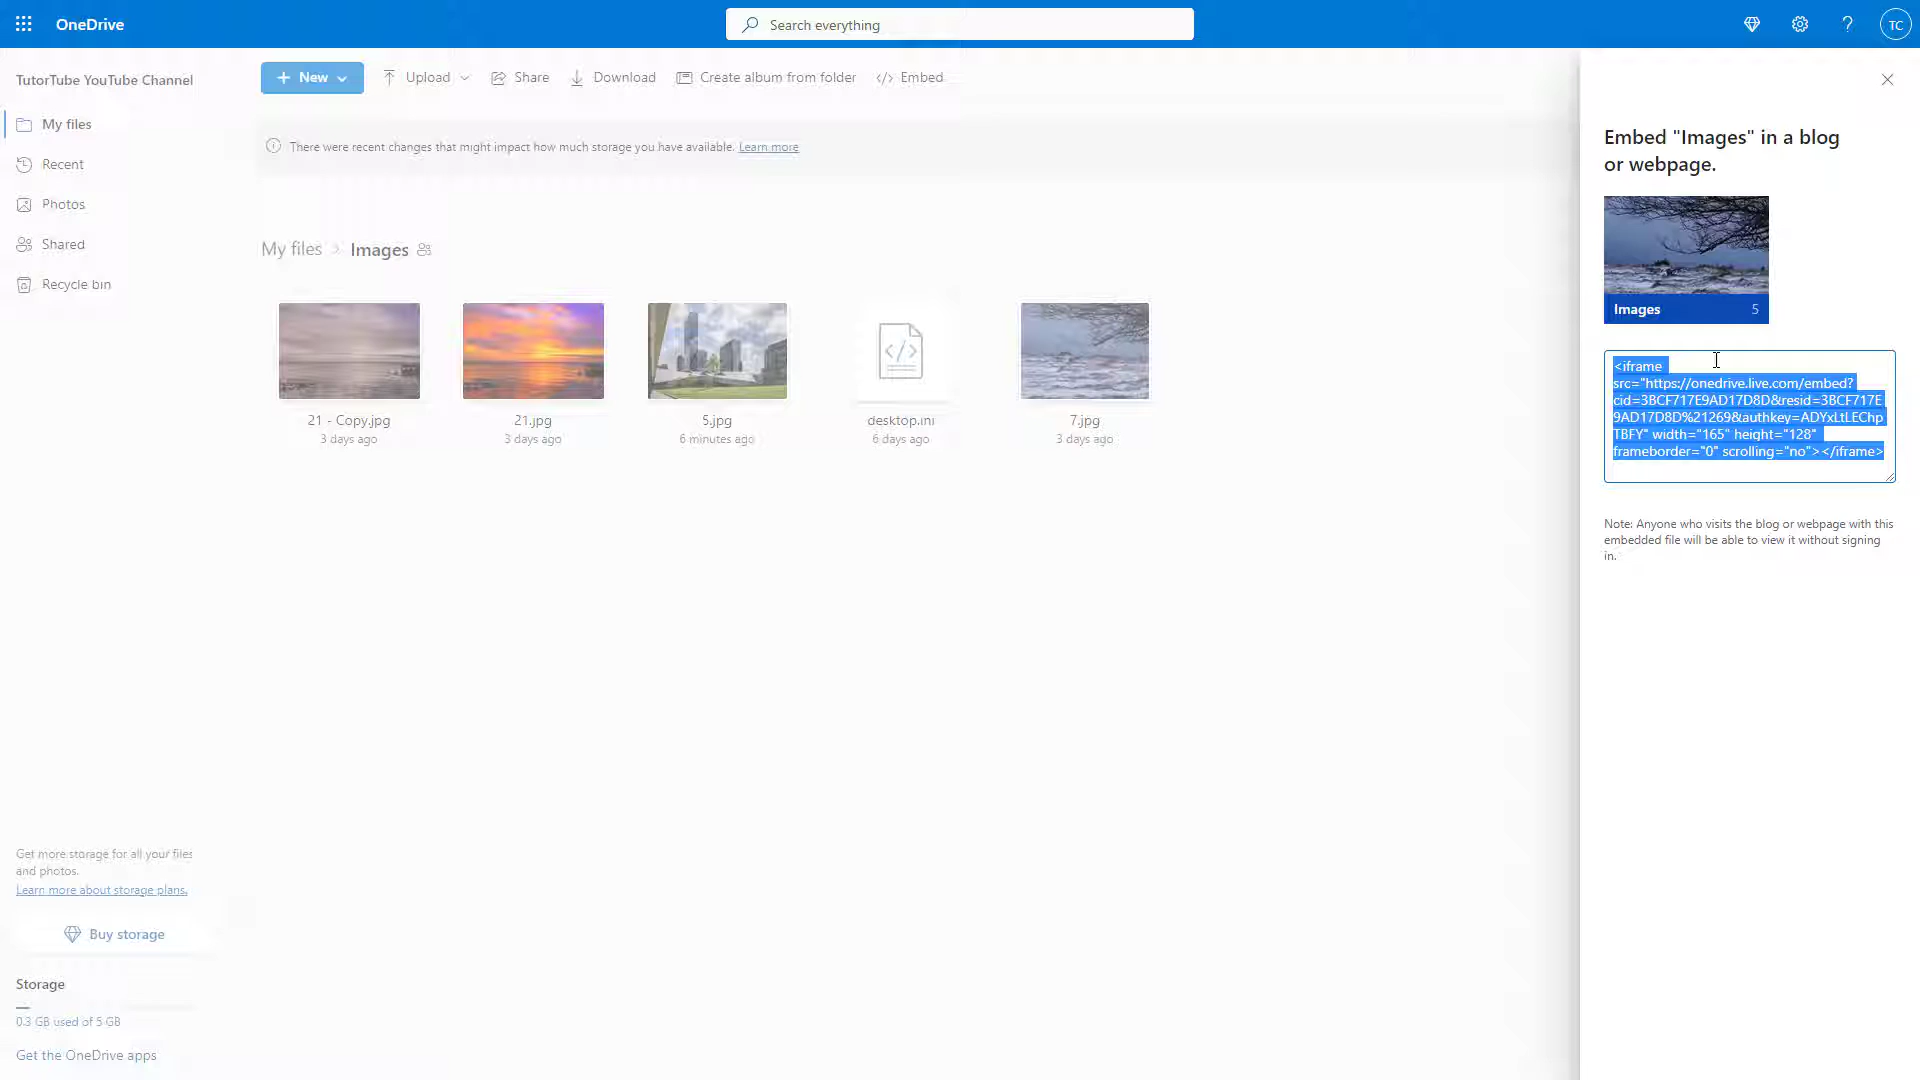 OneDrive
Search everything
TC
TutorTube YouTube Channel
My files
Recent
Photos
Shared
Recycle bin
Get more storage for all your files
and photos.
Learn more about storage plans.
Buy storage
Storage
0.3 GB used of 5 GB
Get the OneDrive apps
New
Upload
Share
Download
Create album from folder
</> Embed
There were recent changes that might impact how much storage you have available. Learn more
My files > Images
21 - Copy.jpg
3 days ago
21.jpg
3 days ago
5.jpg
6 minutes ago
desktop.ini
6 days ago
7.jpg
3 days ago
Embed "Images" in a blog
or webpage.
Images 5
<iframe
src="https://onedrive.live.com/embed?
cid=3BCF717E9AD17D8D&resid=3BCF717E
9AD17D8D%21269&authkey=ADYxLtLEChp
TBFY" width="165" height="128"
frameborder="0" scrolling="no"></iframe>
Note: Anyone who visits the blog or webpage with this
embedded file will be able to view it without signing
in.